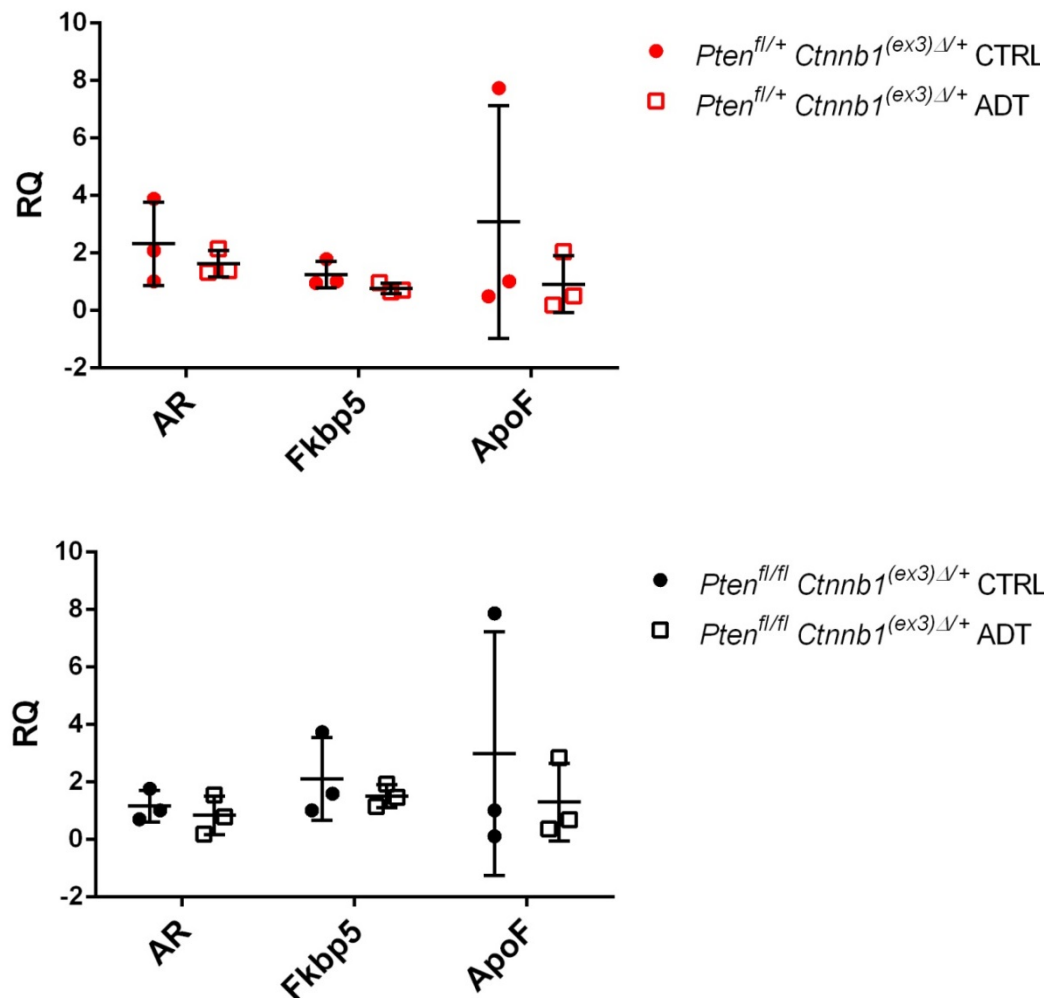 10
8
6
4
2
0
-2
RQ
AR
Fkbp5
ApoF
Pten^fl/+ Ctnnb1^(ex3)Δ/+ CTRL
Pten^fl/+ Ctnnb1^(ex3)Δ/+ ADT
10
8
6
4
2
0
-2
RQ
AR
Fkbp5
ApoF
Pten^fl/fl Ctnnb1^(ex3)Δ/+ CTRL
Pten^fl/fl Ctnnb1^(ex3)Δ/+ ADT